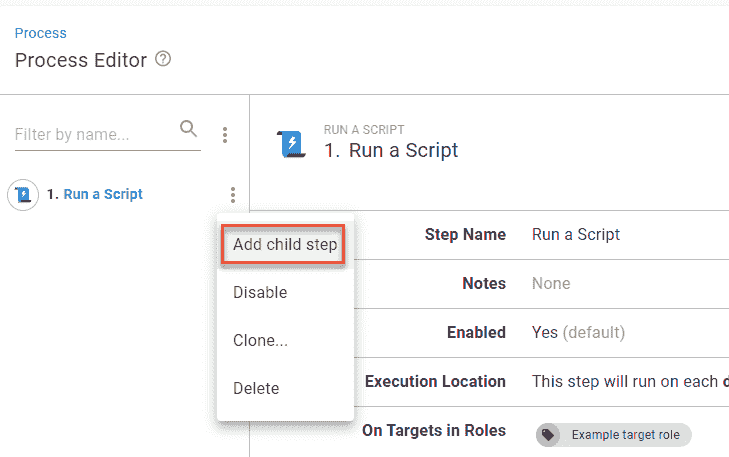 Process
Process Editor
Filter by name...
RUN A SCRIPT
1. Run a Script
1. Run a Script
Add child step
Disable
Clone...
Delete
Step Name Run a Script
Notes None
Enabled Yes (default)
Execution Location This step will run on each d
On Targets in Roles Example target role